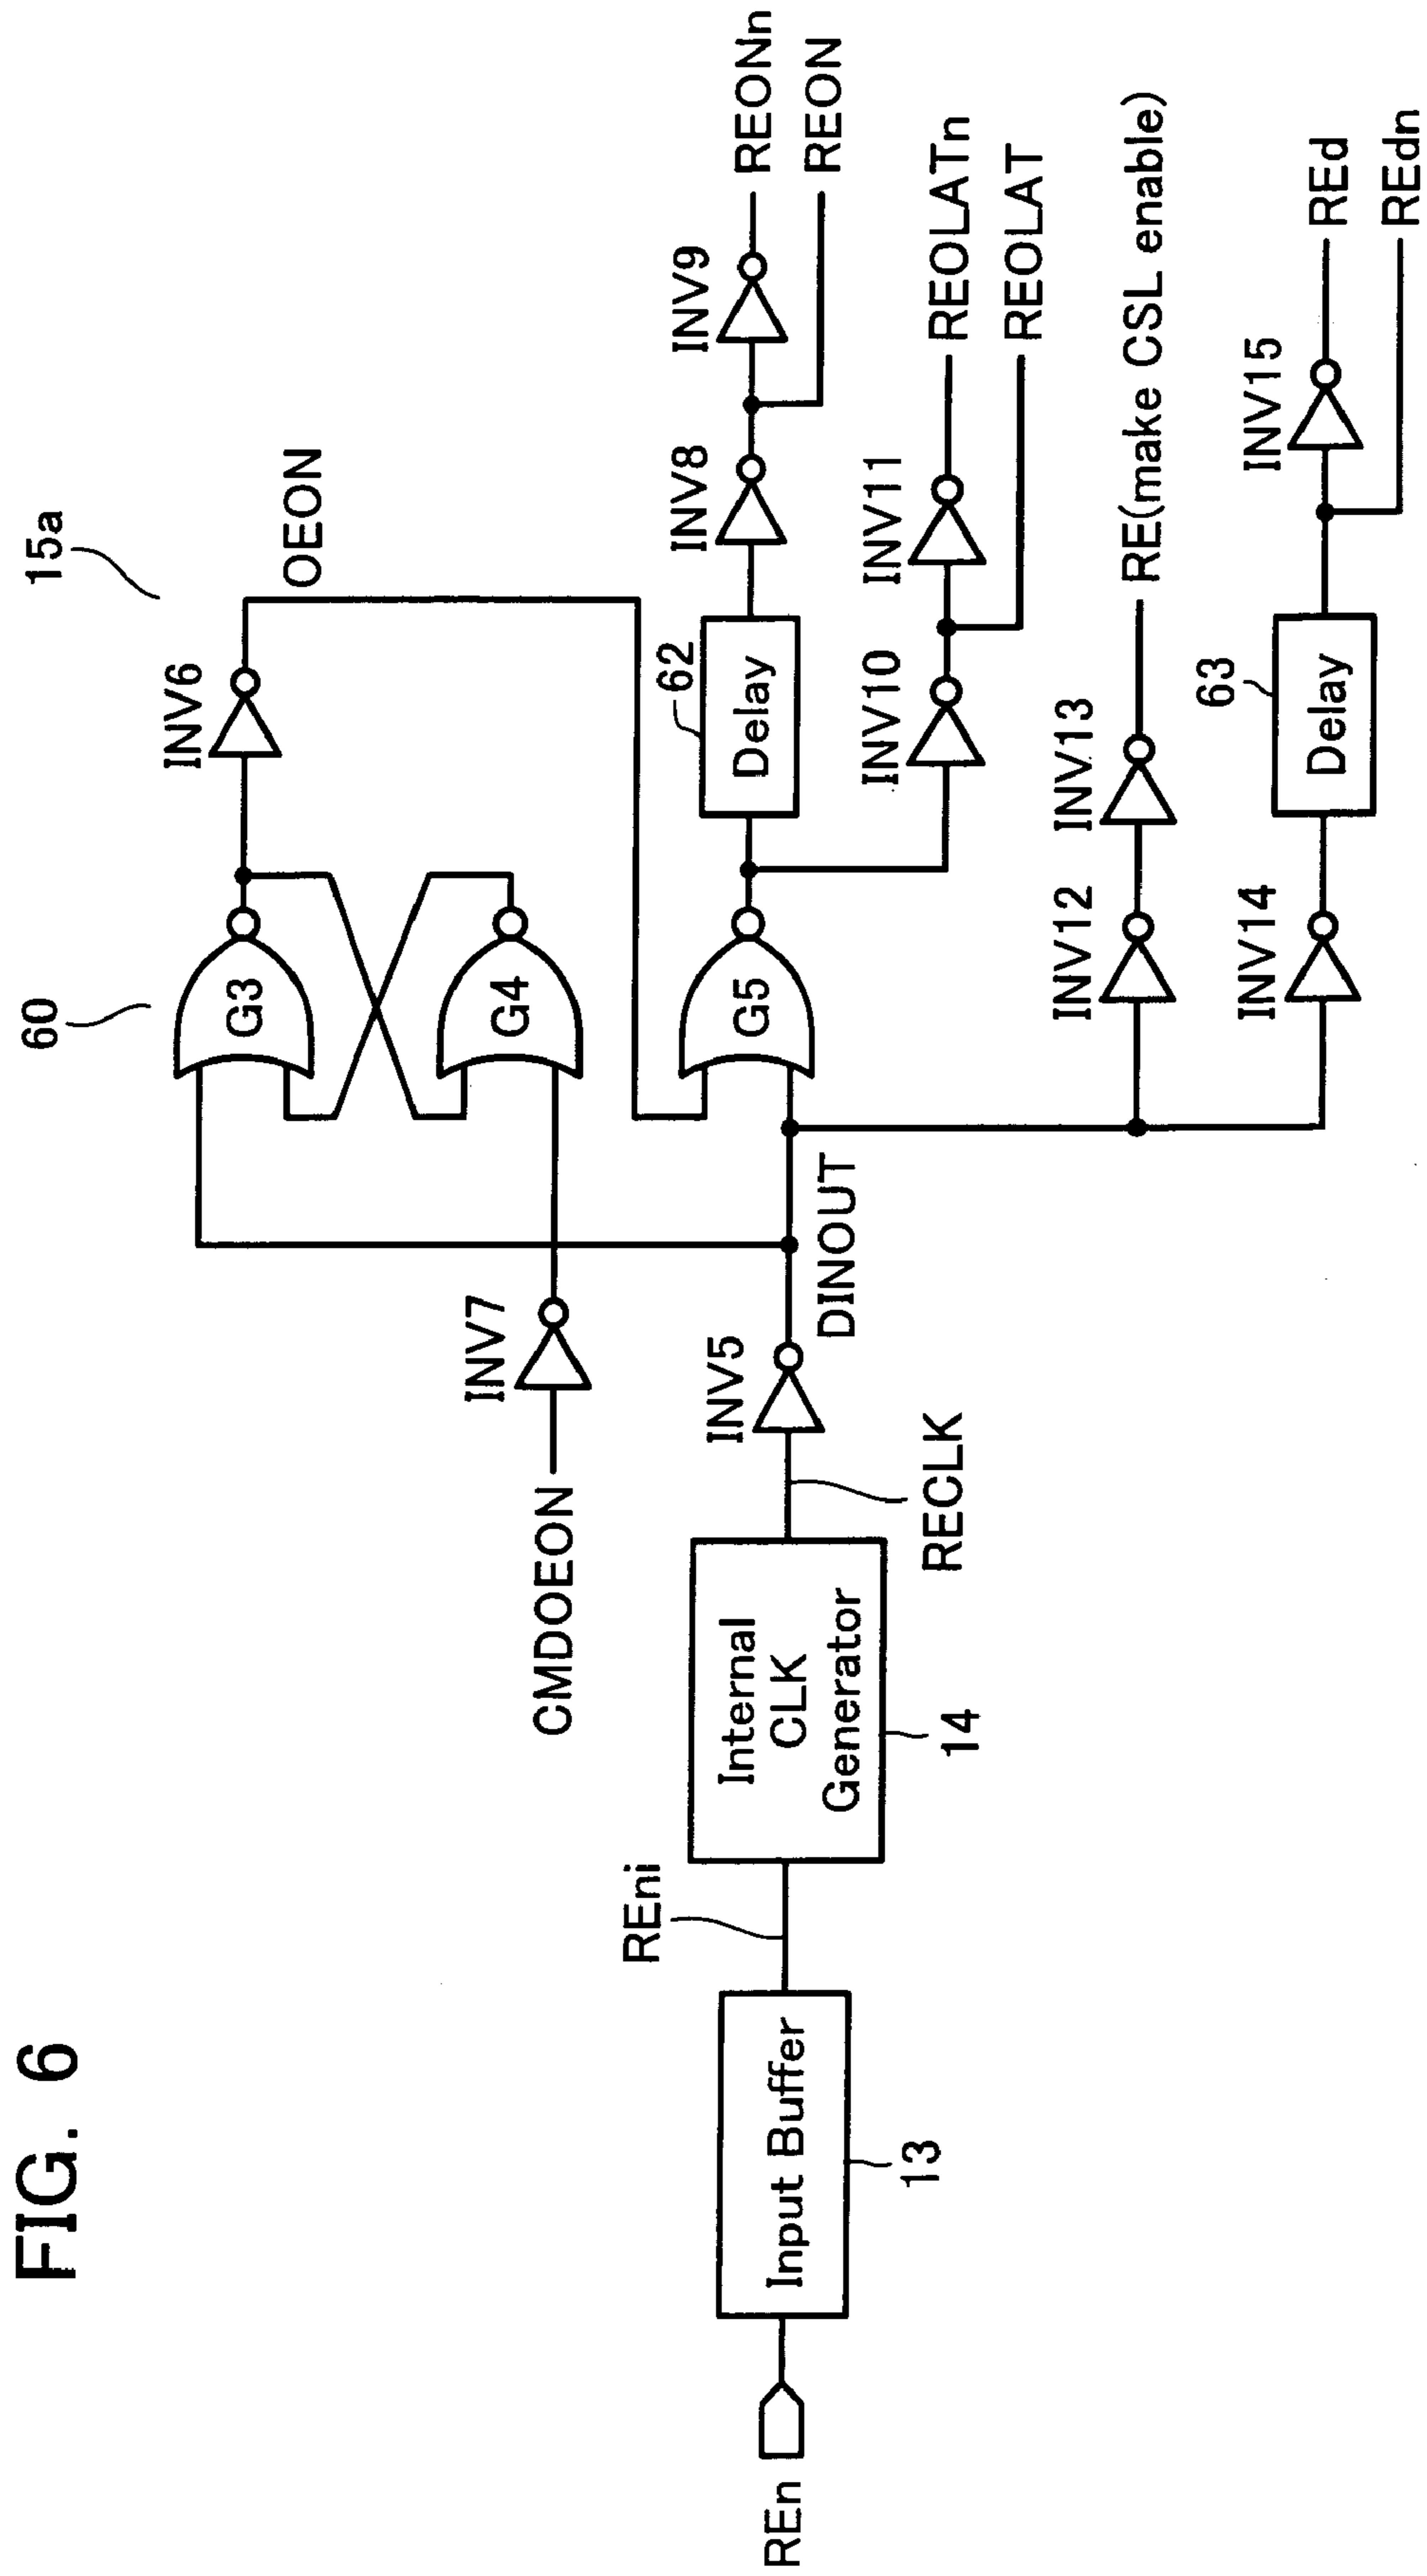 FIG. 6
15a
60
INV6
OEON
G3
G4
INV7
CMDOEON
REn
Input Buffer
13
REni
Internal
CLK
Generator
14
RECLK
INV5
DINOUT
G5
62
Delay
INV8
INV9
REONn
REON
INV10
INV11
REOLATn
REOLAT
INV12
INV13
RE(make CSL enable)
INV14
63
Delay
INV15
REd
REdn